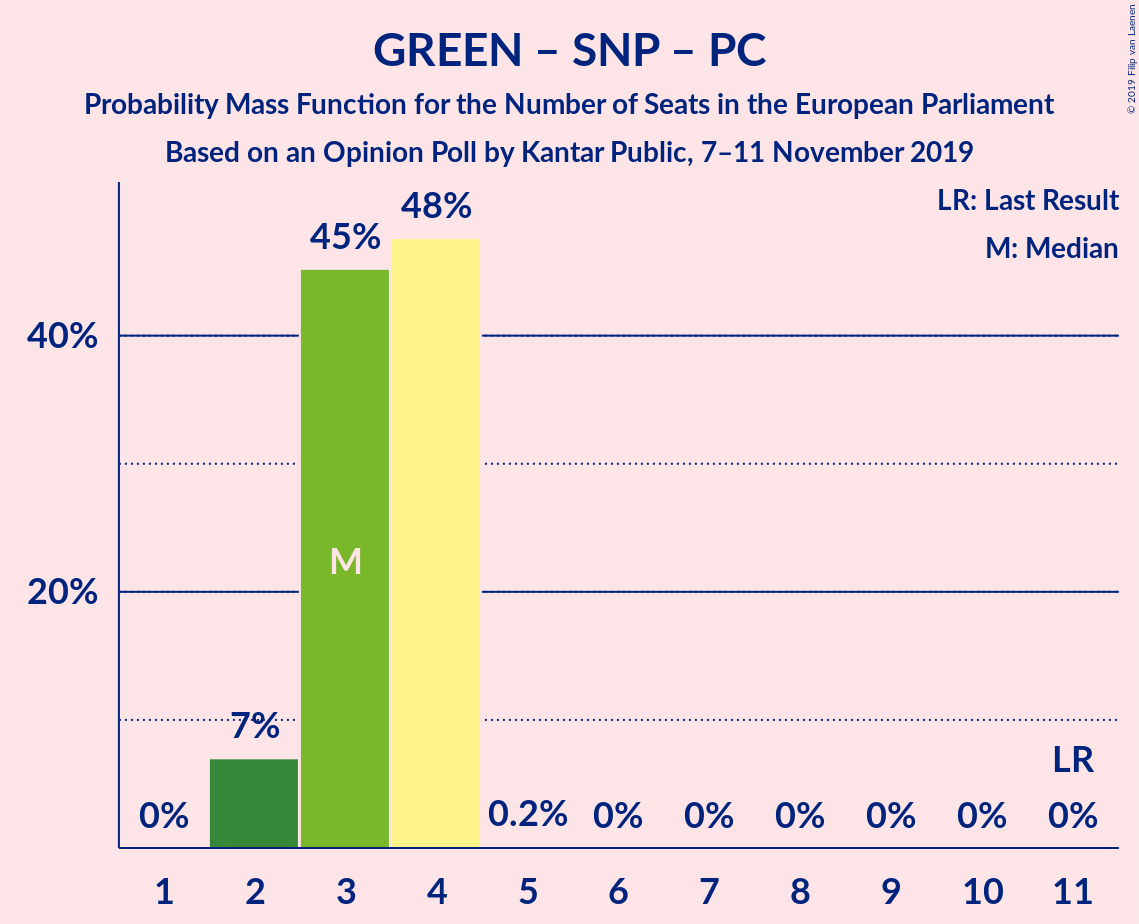 GREEN – SNP – PC
Probability Mass Function for the Number of Seats in the European Parliament
Based on an Opinion Poll by Kantar Public, 7–11 November 2019
© 2019 Filip van Laenen
LR: Last Result
M: Median
48%
45%
40%
M
20%
7%
LR
0% 0.2% 0% 0% 0% 0% 0% 0%
1 2 3 4 5 6 7 8 9 10 11